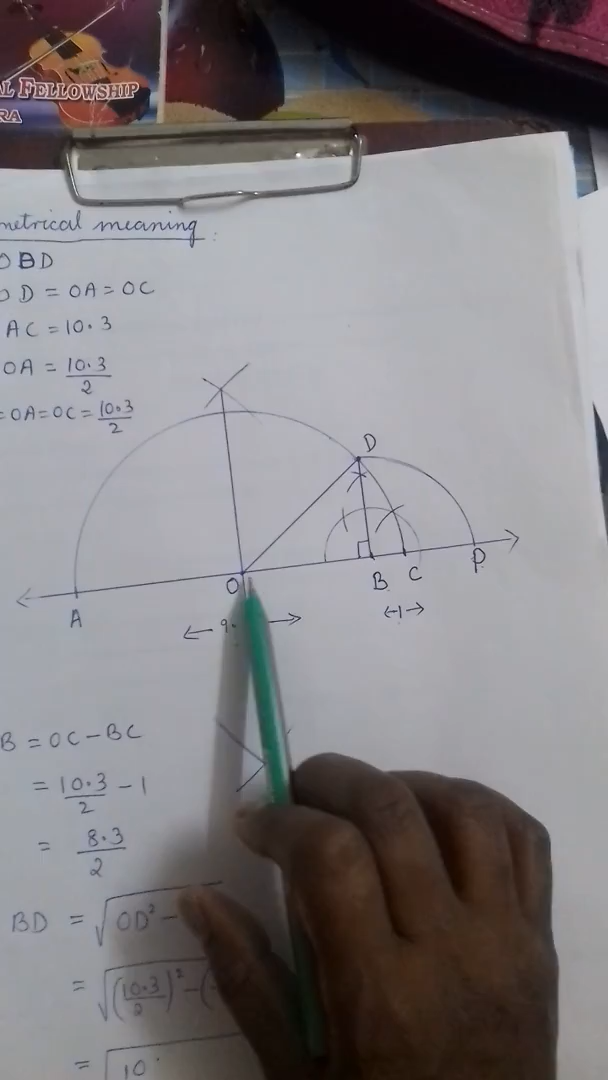 FELLOWSHIP
RA
metrical meaning
OBD
OD = OA = OC
AC = 10.3
OA = 10.3/2
= OA = OC = 10.3/2
D
O
B
C
P
A
9.
1
B = OC - BC
= 10.3/2 - 1
= 8.3/2
BD = √OD² -
= √(10.3/2)² - (
= √10.